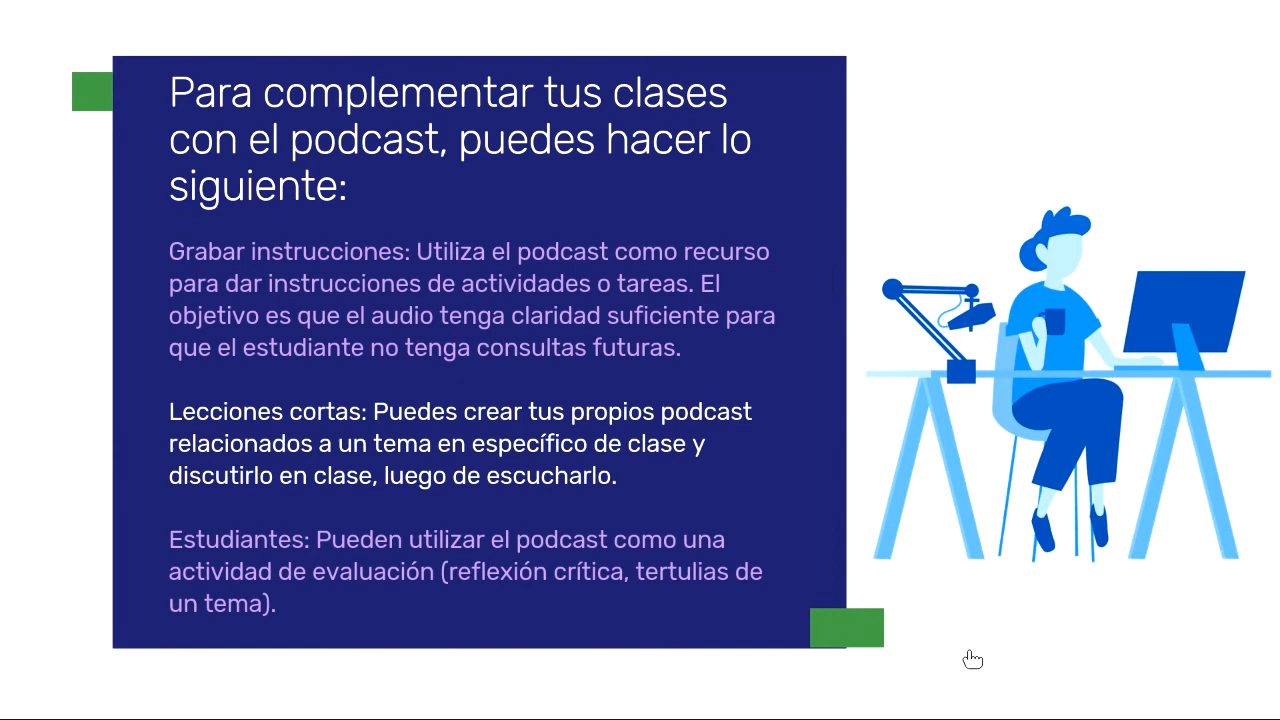 Para complementar tus clases
con el podcast, puedes hacer lo
siguiente:
Grabar instrucciones: Utiliza el podcast como recurso
para dar instrucciones de actividades o tareas. El
objetivo es que el audio tenga claridad suficiente para
que el estudiante no tenga consultas futuras.
Lecciones cortas: Puedes crear tus propios podcast
relacionados a un tema en específico de clase y
discutirlo en clase, luego de escucharlo.
Estudiantes: Pueden utilizar el podcast como una
actividad de evaluación (reflexión crítica, tertulias de
un tema).